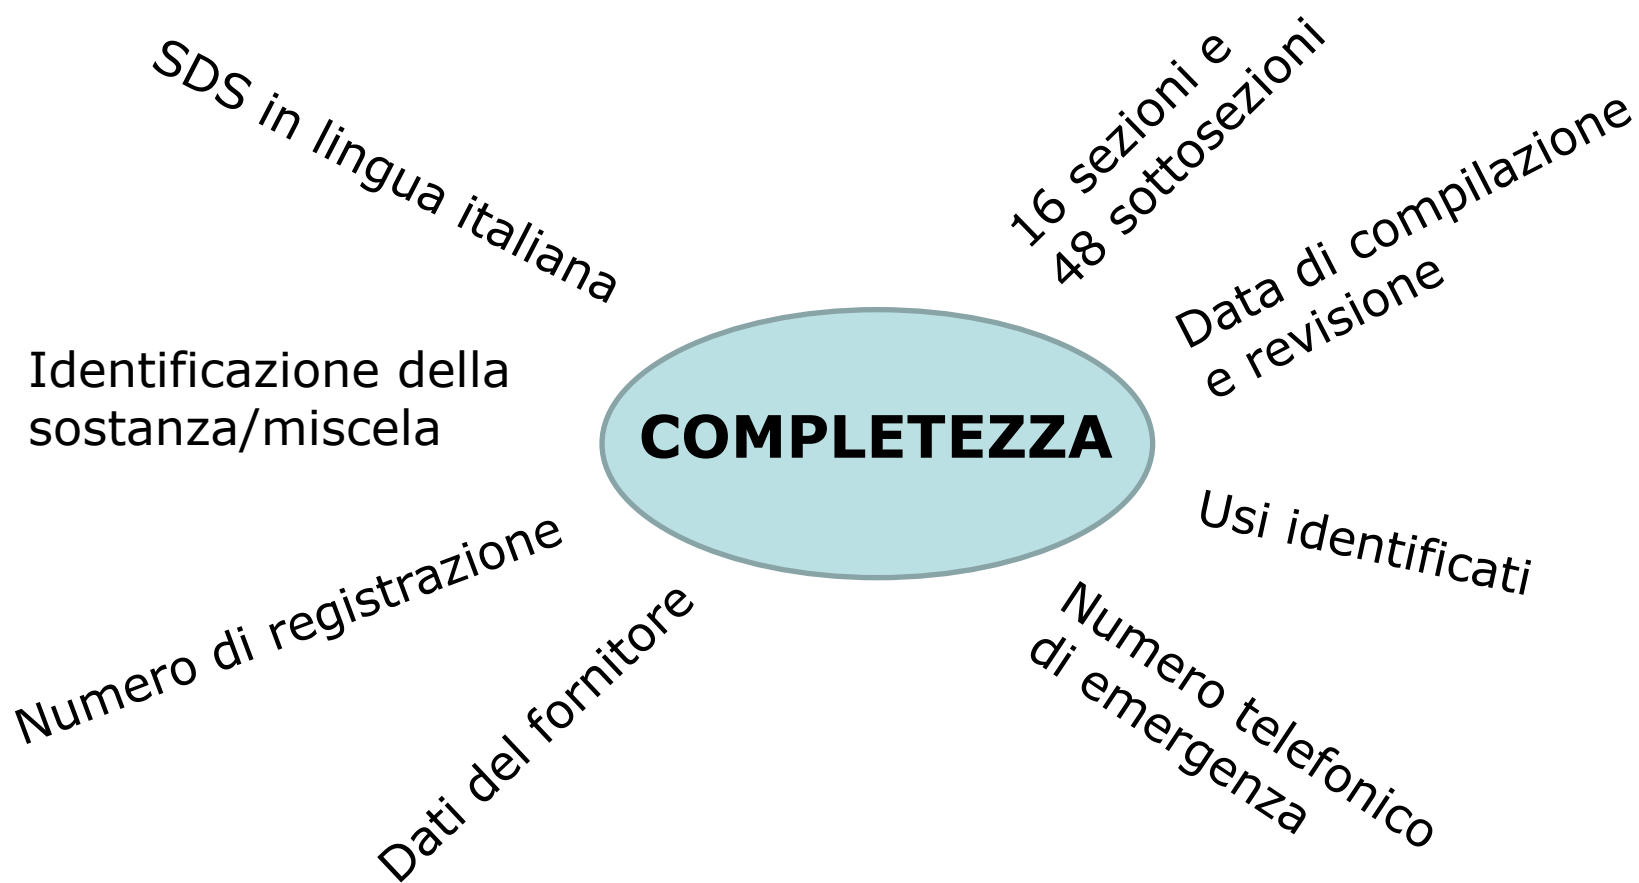 SDS in lingua italiana
16 sezioni e
48 sottosezioni
Data di compilazione
e revisione
Identificazione della
sostanza/miscela
COMPLETEZZA
Usi identificati
Numero di registrazione
Dati del fornitore
Numero telefonico
di emergenza